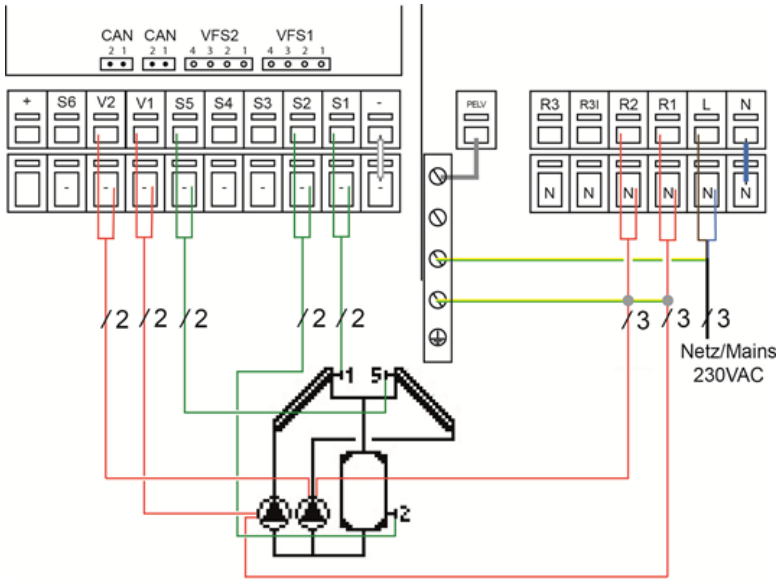 CAN CAN VFS2 VFS1
2 1 2 1 4 3 2 1 4 3 2 1
+ S6 V2 V1 S5 S4 S3 S2 S1 -
PELV
R3 R3I R2 R1 L N
- - - - - - - -
N N N N N N
/2 /2 /2 /2 /2
/3 /3 /3
Netz/Mains
230VAC
1 5
2